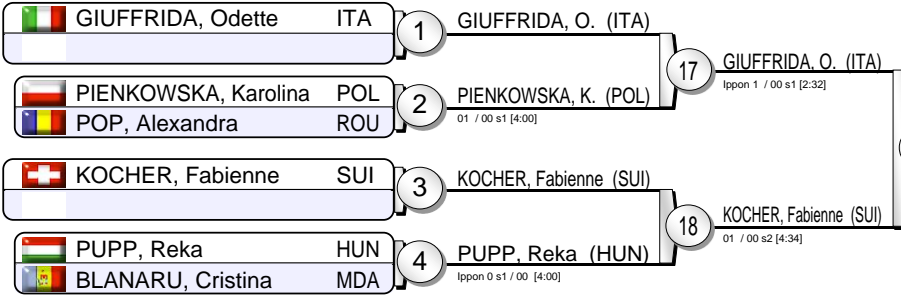 GIUFFRIDA, Odette ITA
1
GIUFFRIDA, O. (ITA)
PIENKOWSKA, Karolina POL
POP, Alexandra ROU
2
PIENKOWSKA, K. (POL)
01 / 00 s1 [4:00]
17
GIUFFRIDA, O. (ITA)
Ippon 1 / 00 s1 [2:32]
KOCHER, Fabienne SUI
3
KOCHER, Fabienne (SUI)
PUPP, Reka HUN
BLANARU, Cristina MDA
4
PUPP, Reka (HUN)
Ippon 0 s1 / 00 [4:00]
18
KOCHER, Fabienne (SUI)
01 / 00 s2 [4:34]